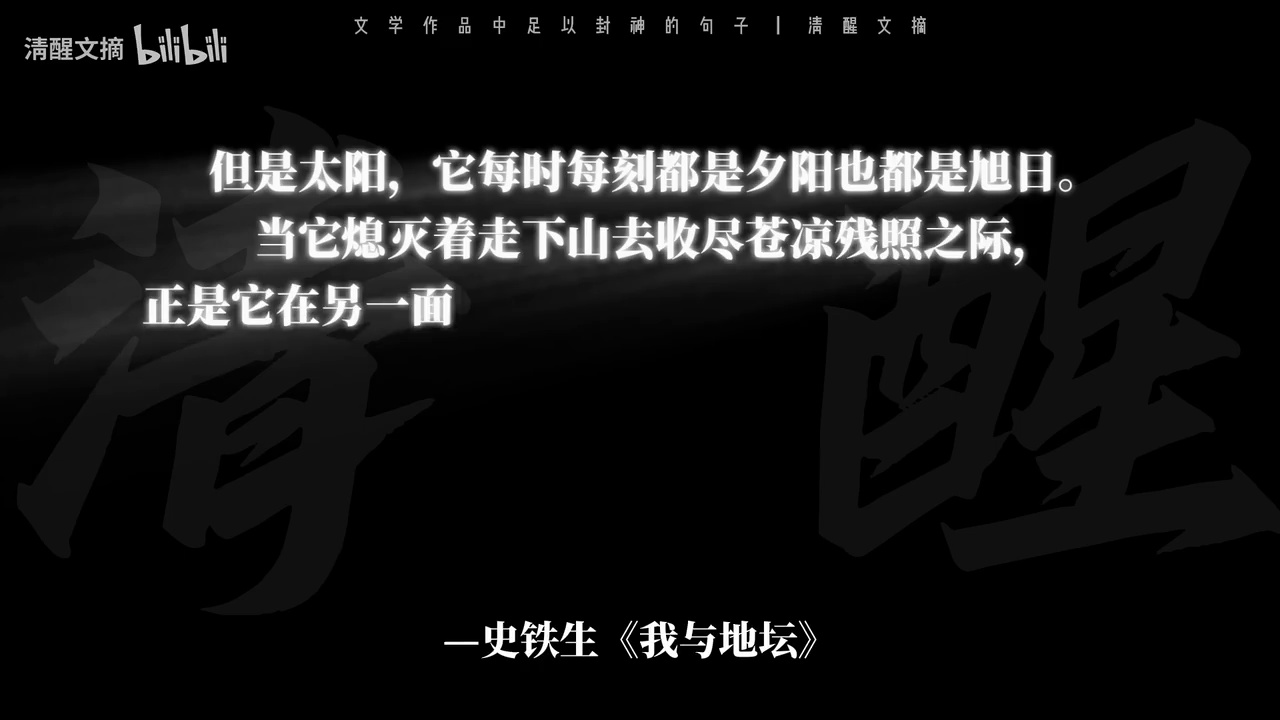 文学作品中足以封神的句子 | 清醒文摘
清醒文摘 bilibili
但是太阳，它每时每刻都是夕阳也都是旭日。
当它熄灭着走下山去收尽苍凉残照之际，
正是它在另一面
—史铁生《我与地坛》
清醒